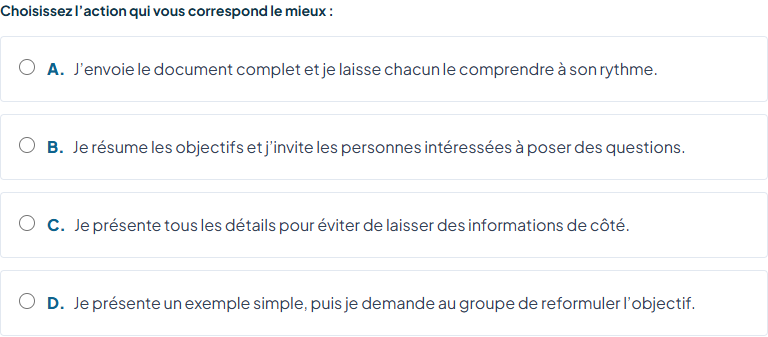 Choisissez l'action qui vous correspond le mieux :
A. J'envoie le document complet et je laisse chacun le comprendre à son rythme.
B. Je résume les objectifs et j'invite les personnes intéressées à poser des questions.
C. Je présente tous les détails pour éviter de laisser des informations de côté.
D. Je présente un exemple simple, puis je demande au groupe de reformuler l'objectif.